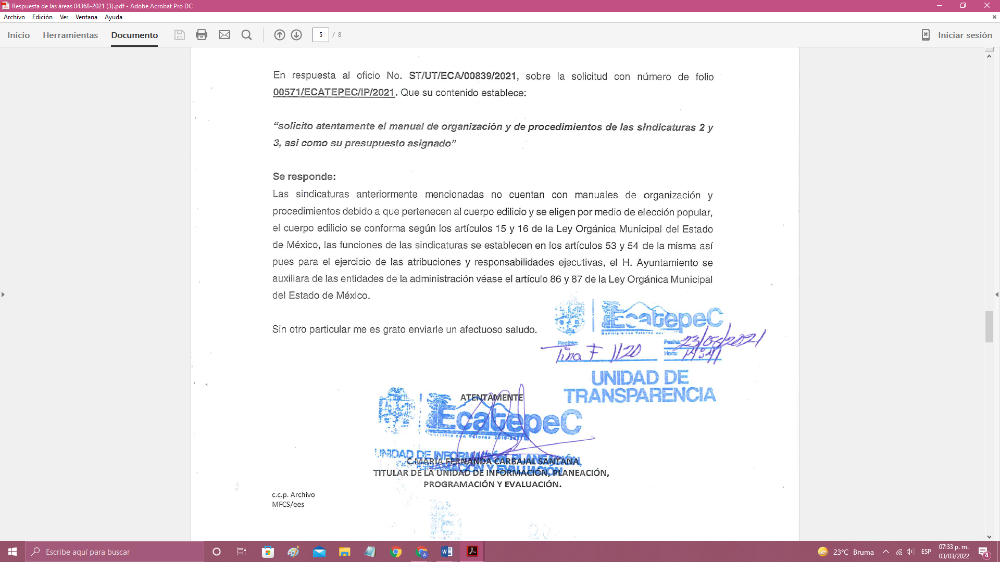 Respuesta de las áreas 04368-2021 (3).pdf - Adobe Acrobat Pro DC
Archivo Edición Ver Ventana Ayuda
Inicio Herramientas Documento 5 / 8 Iniciar sesión
En respuesta al oficio No. ST/UT/ECA/00839/2021, sobre la solicitud con número de folio
00571/ECATEPEC/IP/2021. Que su contenido establece:
“solicito atentamente el manual de organización y de procedimientos de las sindicaturas 2 y
3, asi como su presupuesto asignado”
Se responde:
Las sindicaturas anteriormente mencionadas no cuentan con manuales de organización y
procedimientos debido a que pertenecen al cuerpo edilicio y se eligen por medio de elección popular,
el cuerpo edilicio se conforma según los artículos 15 y 16 de la Ley Orgánica Municipal del Estado
de México, las funciones de las sindicaturas se establecen en los artículos 53 y 54 de la misma así
pues para el ejercicio de las atribuciones y responsabilidades ejecutivas, el H. Ayuntamiento se
auxiliara de las entidades de la administración véase el artículo 86 y 87 de la Ley Orgánica Municipal
del Estado de México.
Sin otro particular me es grato enviarle un afectuoso saludo.
Ecatepec
Municipio con Valores
Recibió: Tina F 1120
Fecha: 23/08/2021
Hora:
UNIDAD DE
TRANSPARENCIA
ATENTAMENTE
Ecatepec
Municipio con Valores 2019-2021
UNIDAD DE INFORMACIÓN, PLANEACIÓN,
PROGRAMACIÓN Y EVALUACIÓN
C.MARÍA FERNANDA CARBAJAL SANTANA
TITULAR DE LA UNIDAD DE INFORMACIÓN, PLANEACIÓN,
PROGRAMACIÓN Y EVALUACIÓN.
c.c.p. Archivo
MFCS/ees
Escribe aquí para buscar
23°C Bruma ESP 07:33 p. m.
03/03/2022
4